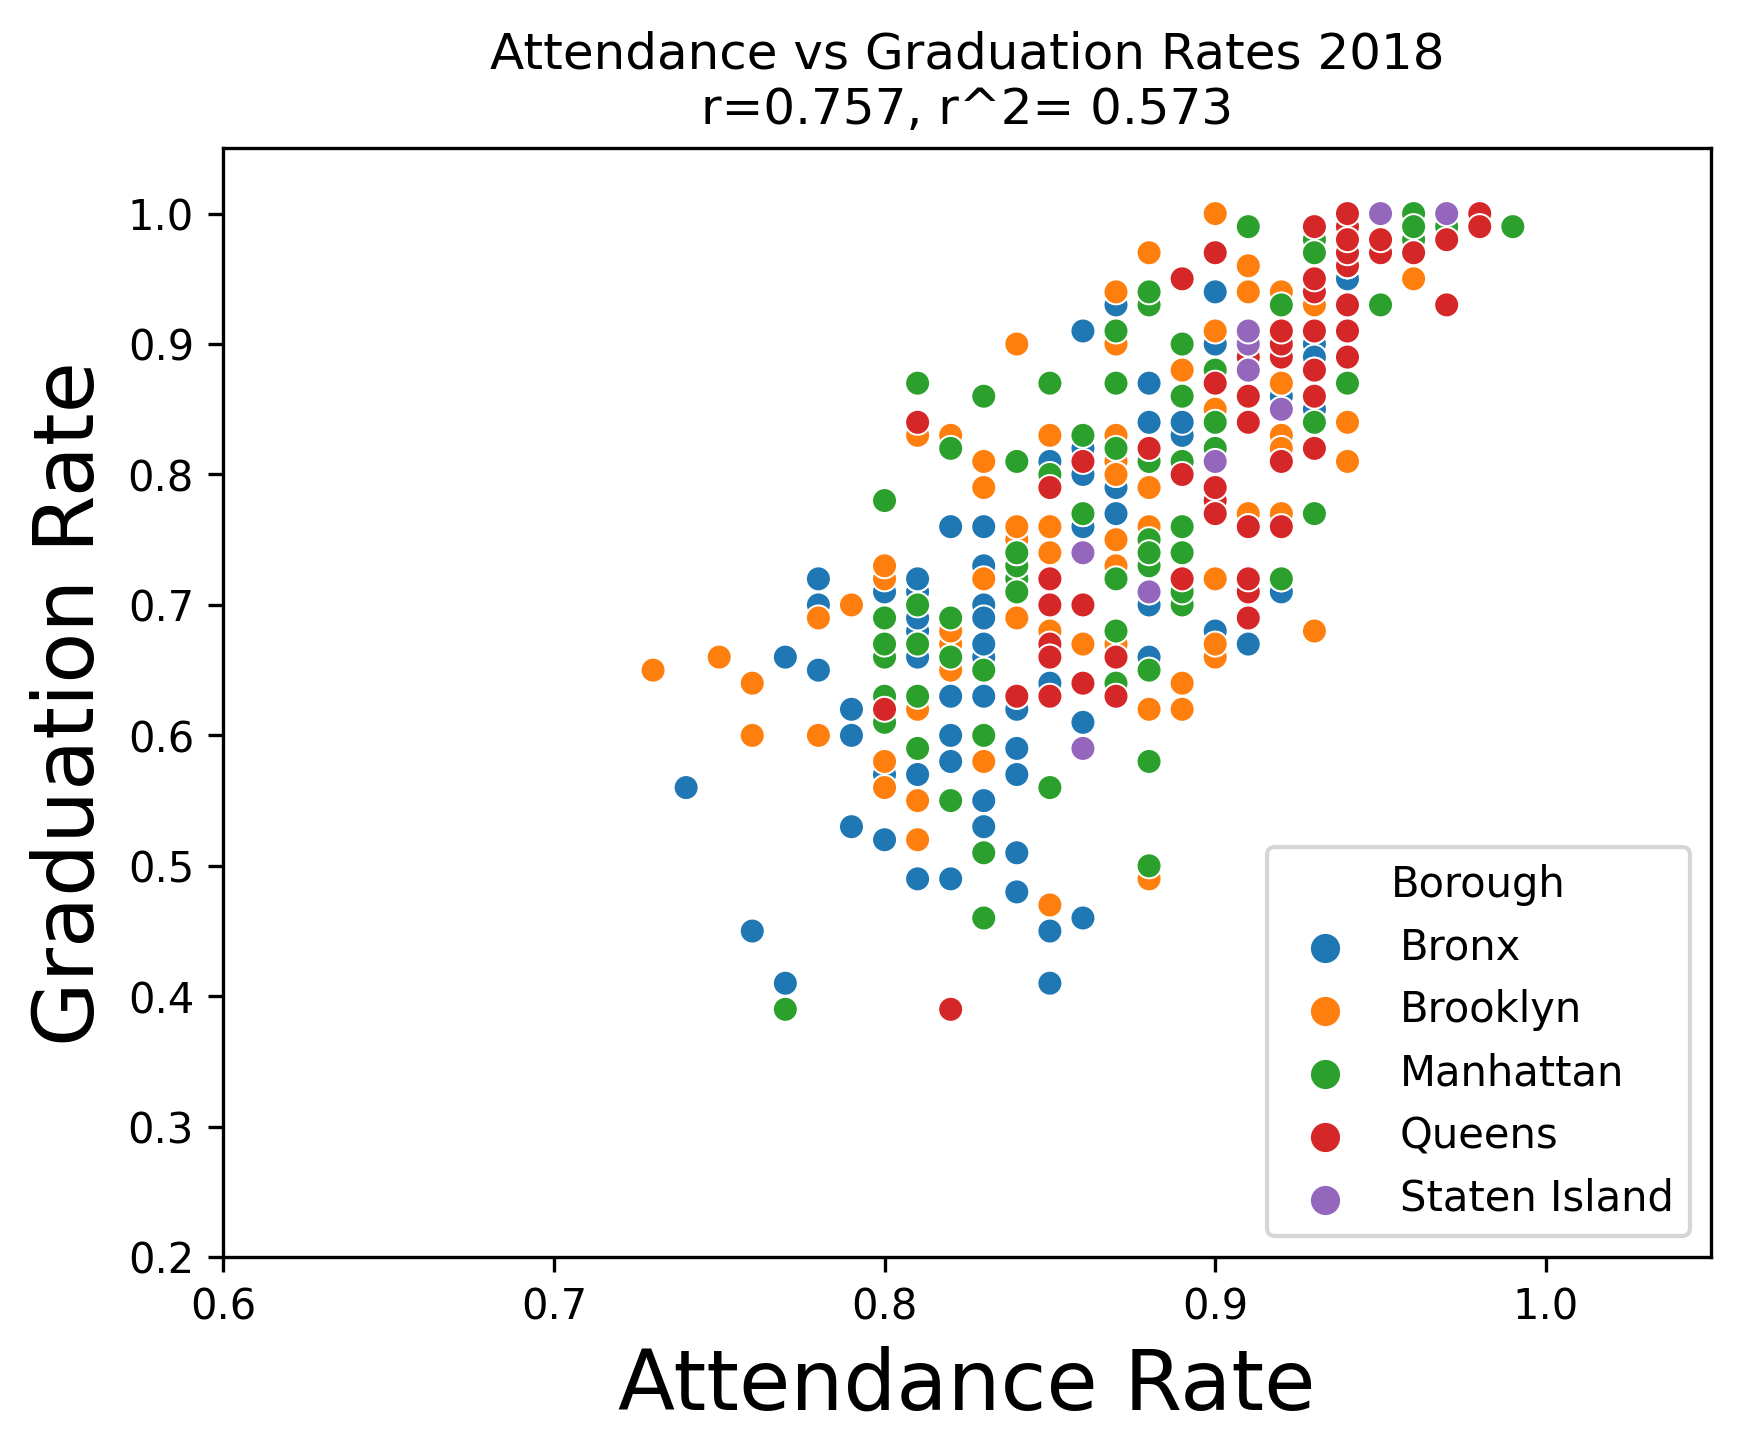 Attendance vs Graduation Rates 2018
r=0.757, r^2= 0.573
Graduation Rate
1.0
0.9
0.8
0.7
0.6
0.5
0.4
0.3
0.2
Borough
Bronx
Brooklyn
Manhattan
Queens
Staten Island
0.6 0.7 0.8 0.9 1.0
Attendance Rate